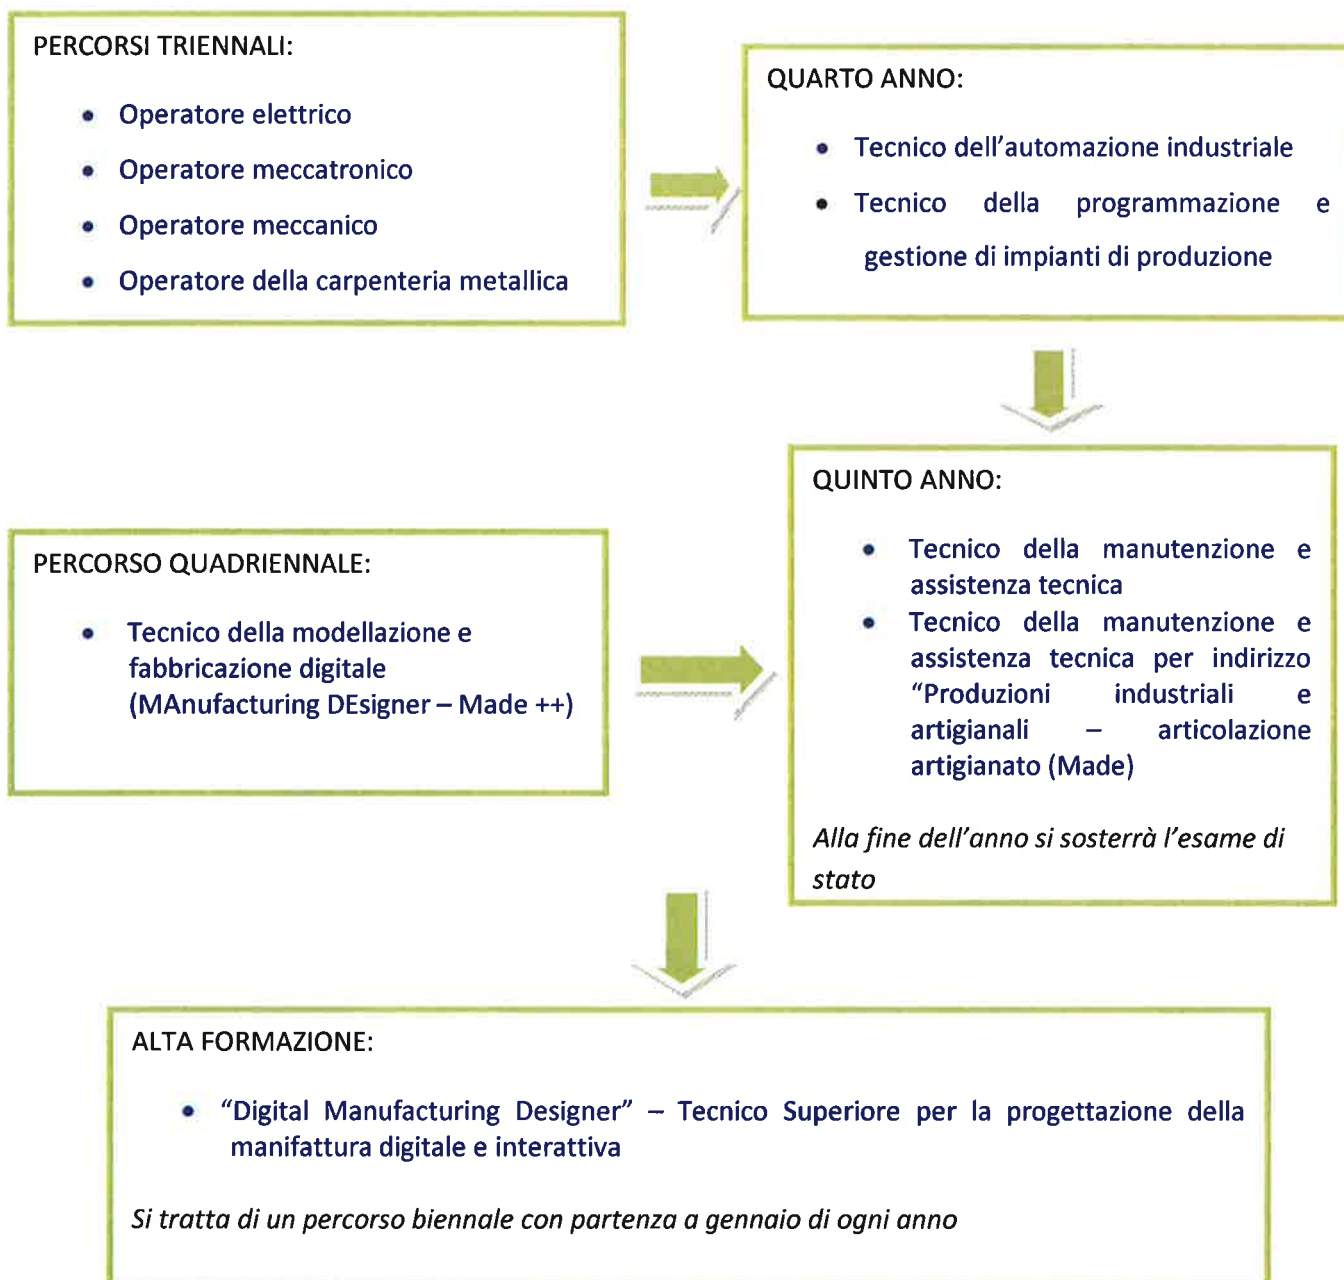 PERCORSI TRIENNALI:
• Operatore elettrico
• Operatore meccatronico
• Operatore meccanico
• Operatore della carpenteria metallica
QUARTO ANNO:
• Tecnico dell’automazione industriale
• Tecnico della programmazione e
gestione di impianti di produzione
PERCORSO QUADRIENNALE:
• Tecnico della modellazione e
fabbricazione digitale
(MAnufacturing DEsigner – Made ++)
QUINTO ANNO:
• Tecnico della manutenzione e
assistenza tecnica
• Tecnico della manutenzione e
assistenza tecnica per indirizzo
“Produzioni industriali e
artigianali – articolazione
artigianato (Made)
Alla fine dell’anno si sosterrà l’esame di
stato
ALTA FORMAZIONE:
• “Digital Manufacturing Designer” – Tecnico Superiore per la progettazione della
manifattura digitale e interattiva
Si tratta di un percorso biennale con partenza a gennaio di ogni anno